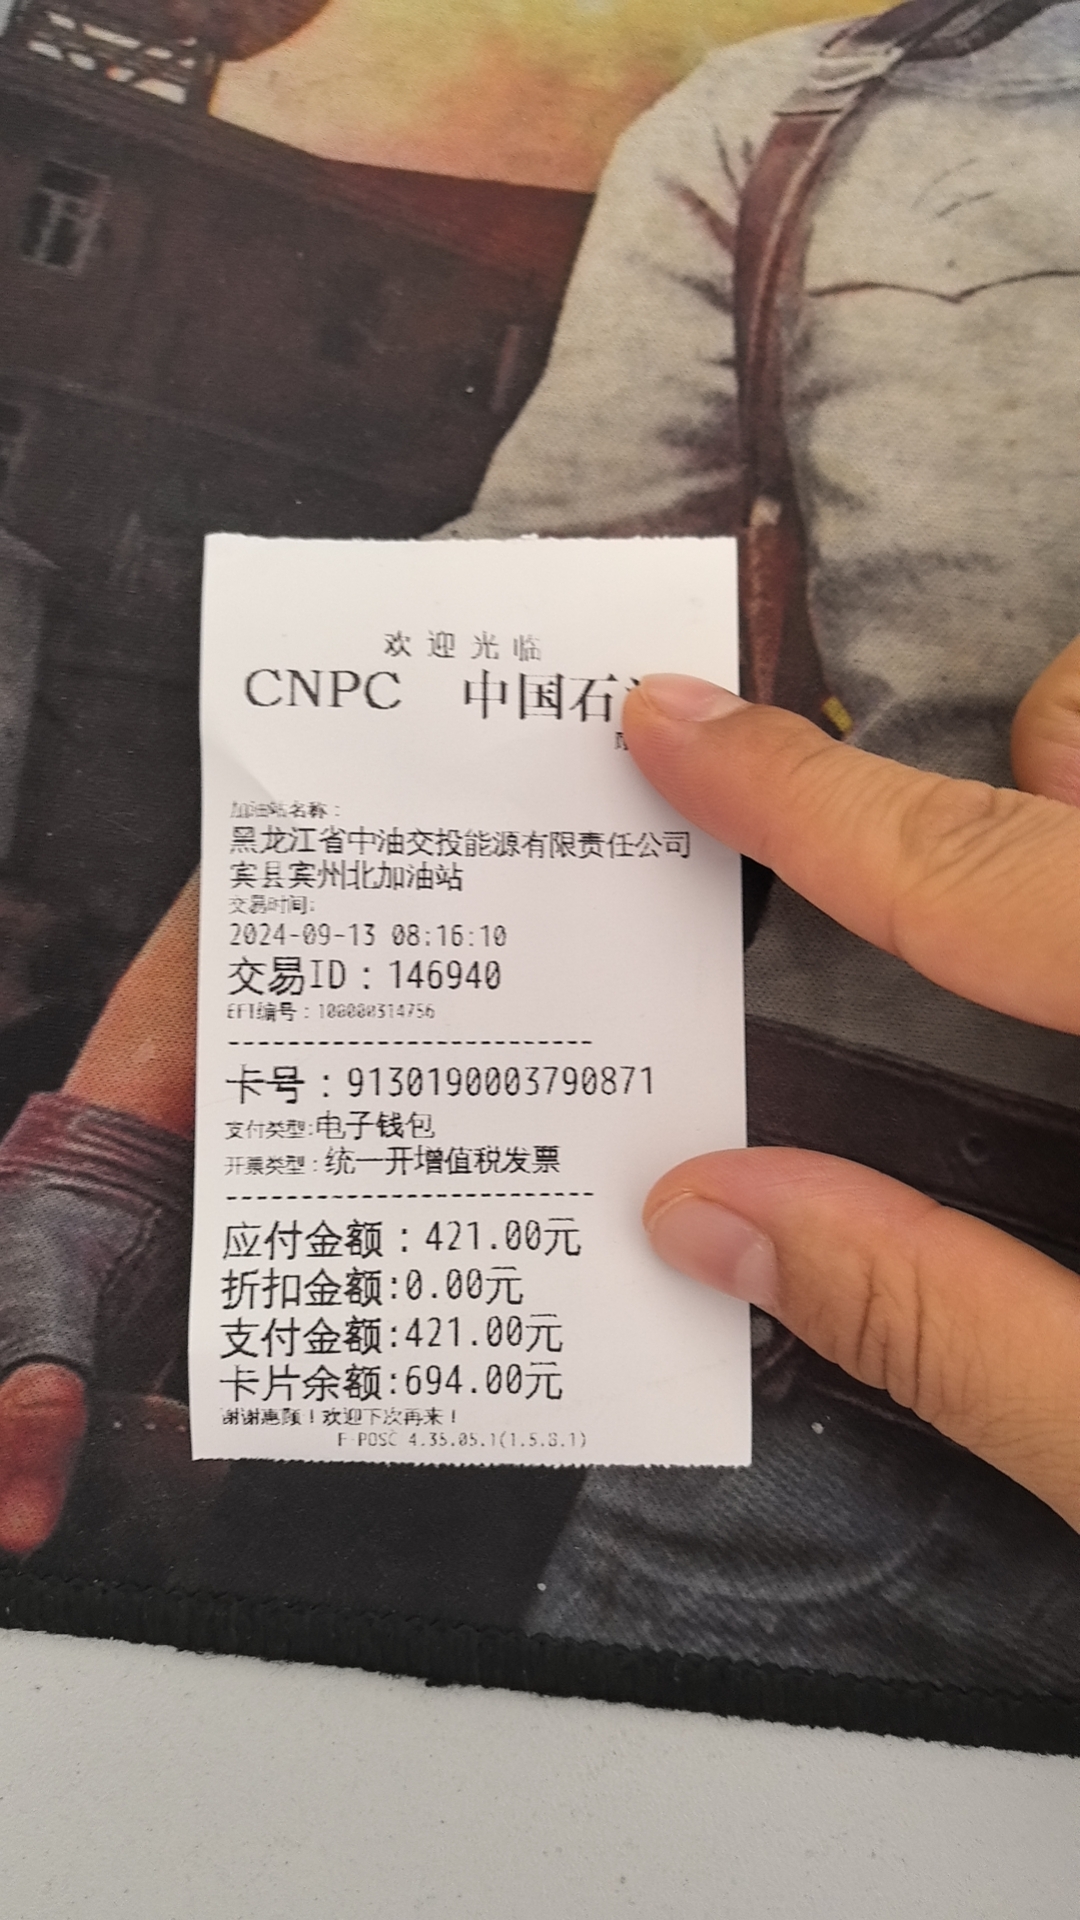 欢迎光临
CNPC 中国石
加油站名称：
黑龙江省中油交投能源有限责任公司
宾县宾州北加油站
交易时间:
2024-09-13 08:16:10
交易ID：146940
EFT编号：100000314756
------------------------
卡号：9130190003790871
支付类型:电子钱包
开票类型：统一开增值税发票
------------------------
应付金额：421.00元
折扣金额:0.00元
支付金额:421.00元
卡片余额:694.00元
谢谢惠顾！欢迎下次再来！
F-POSC 4.35.05.1(1.5.8.1)